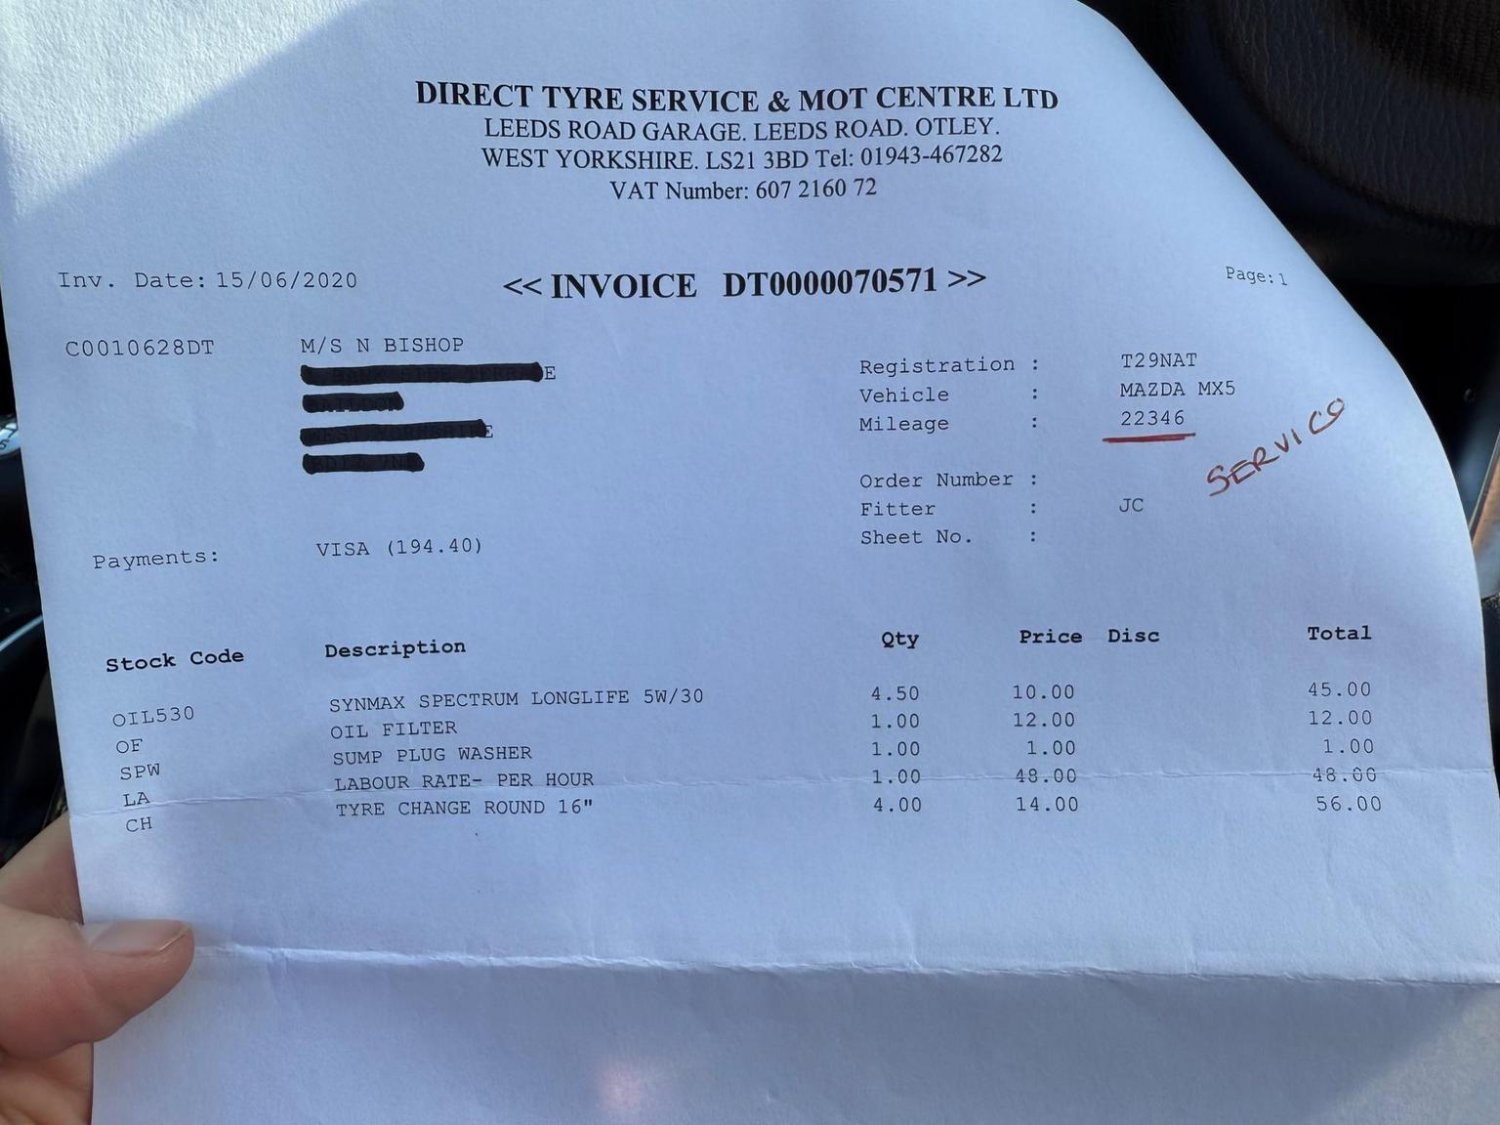 DIRECT TYRE SERVICE & MOT CENTRE LTD
LEEDS ROAD GARAGE. LEEDS ROAD. OTLEY.
WEST YORKSHIRE. LS21 3BD Tel: 01943-467282
VAT Number: 607 2160 72
Inv. Date: 15/06/2020 << INVOICE DT0000070571 >> Page: 1
C0010628DT M/S N BISHOP
Registration : T29NAT
Vehicle : MAZDA MX5
Mileage : 22346
SERVICE
Order Number :
Fitter : JC
Sheet No. :
Payments: VISA (194.40)
Stock Code Description Qty Price Disc Total
OIL530 SYNMAX SPECTRUM LONGLIFE 5W/30 4.50 10.00 45.00
OF OIL FILTER 1.00 12.00 12.00
SPW SUMP PLUG WASHER 1.00 1.00 1.00
LA LABOUR RATE- PER HOUR 1.00 48.00 48.00
CH TYRE CHANGE ROUND 16" 4.00 14.00 56.00